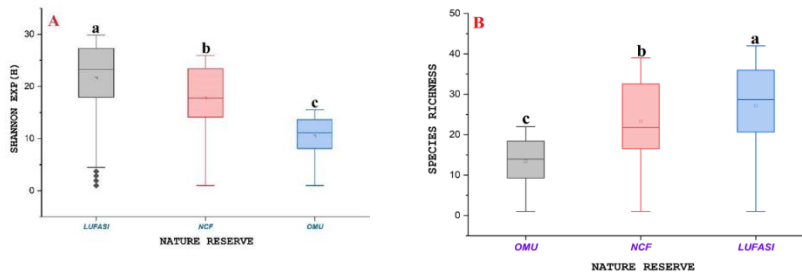 A
a
b
c
SHANNON EXP(H)
30
20
10
0
LUFASI
NCF
OMU
NATURE RESERVE
B
a
b
c
SPECIES RICHNESS
50
40
30
20
10
0
OMU
NCF
LUFASI
NATURE RESERVE